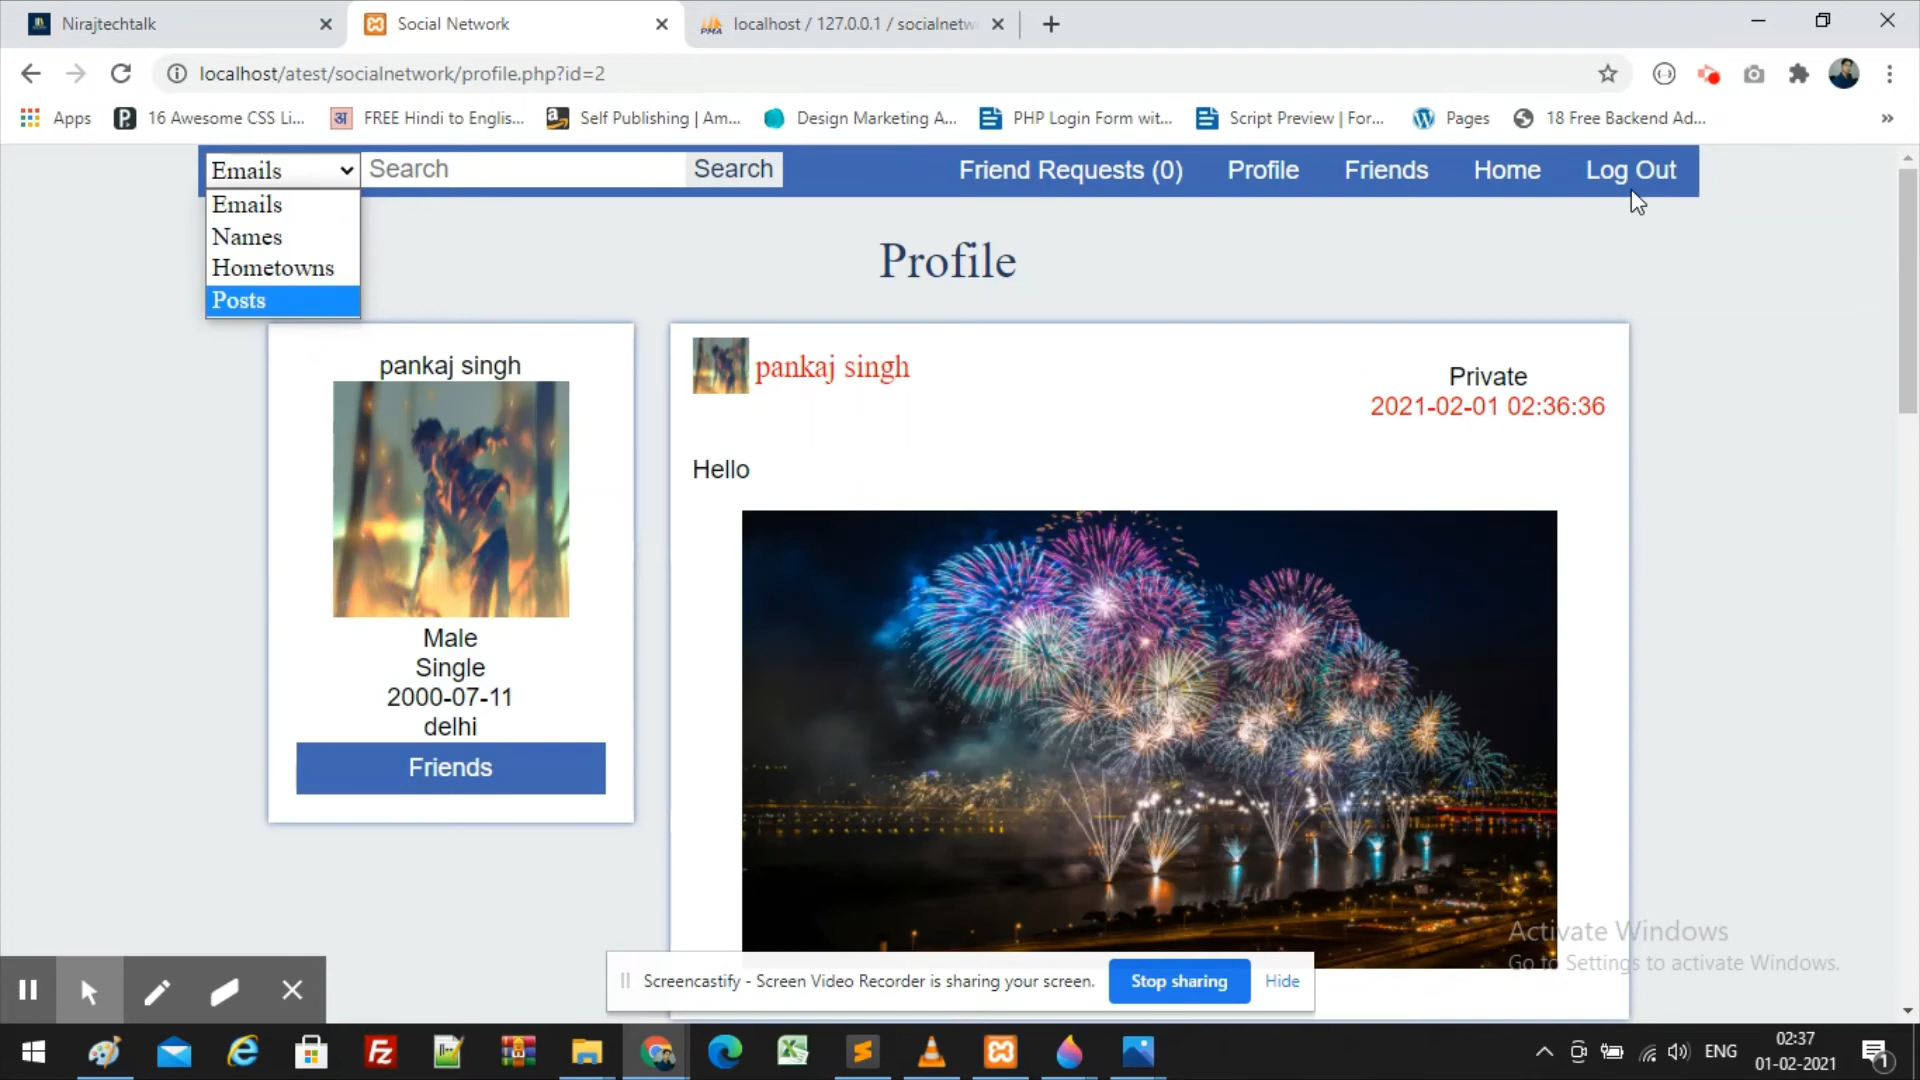 Nirajtechtalk
Social Network
localhost / 127.0.0.1 / socialnetw
localhost/atest/socialnetwork/profile.php?id=2
Apps
16 Awesome CSS Li...
FREE Hindi to Englis...
Self Publishing | Am...
Design Marketing A...
PHP Login Form wit...
Script Preview | For...
Pages
18 Free Backend Ad...
Emails
Search
Search
Friend Requests (0)
Profile
Friends
Home
Log Out
Emails
Names
Hometowns
Posts
Profile
pankaj singh
Male
Single
2000-07-11
delhi
Friends
pankaj singh
Private
2021-02-01 02:36:36
Hello
Activate Windows
Go to Settings to activate Windows.
Screencastify - Screen Video Recorder is sharing your screen.
Stop sharing
Hide
ENG
02:37
01-02-2021
1